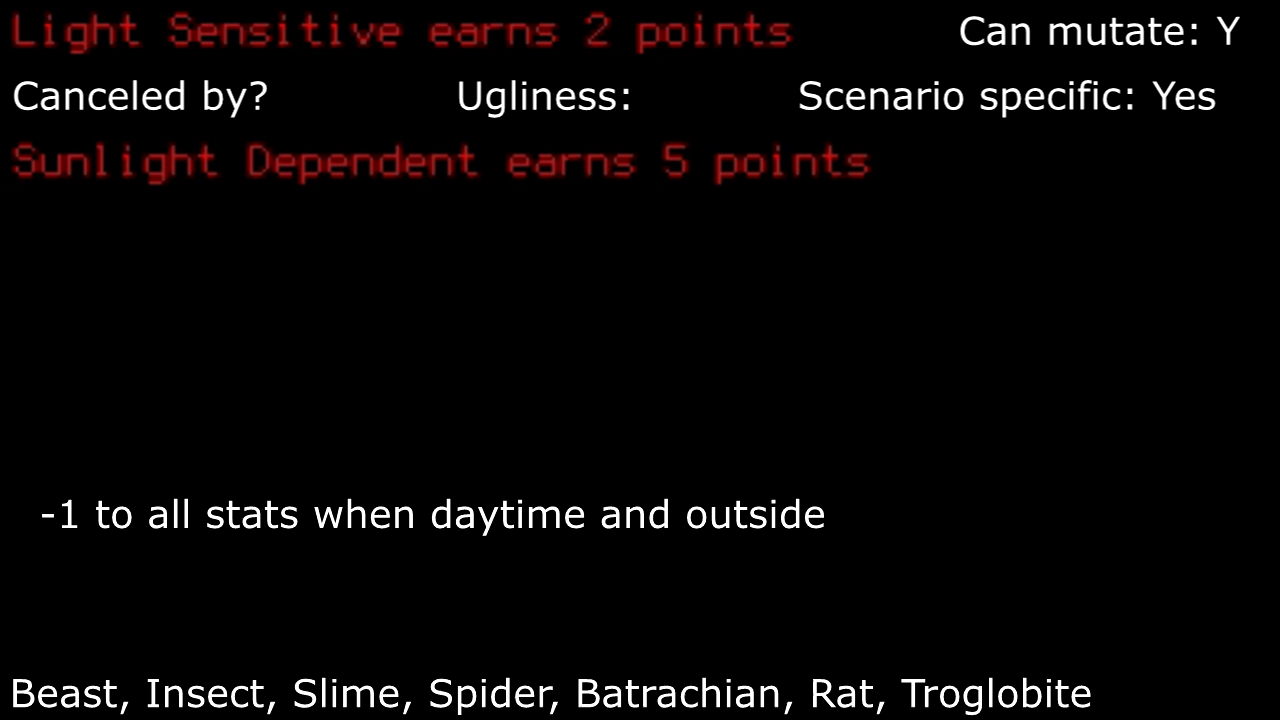 Light Sensitive earns 2 points Can mutate: Y
Canceled by? Ugliness: Scenario specific: Yes
Sunlight Dependent earns 5 points
-1 to all stats when daytime and outside
Beast, Insect, Slime, Spider, Batrachian, Rat, Troglobite